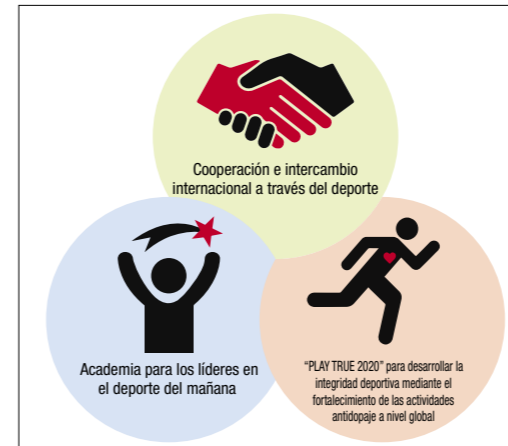 Cooperación e intercambio
internacional a través del deporte
Academia para los líderes en
el deporte del mañana
“PLAY TRUE 2020” para desarrollar la
integridad deportiva mediante el
fortalecimiento de las actividades
antidopaje a nivel global